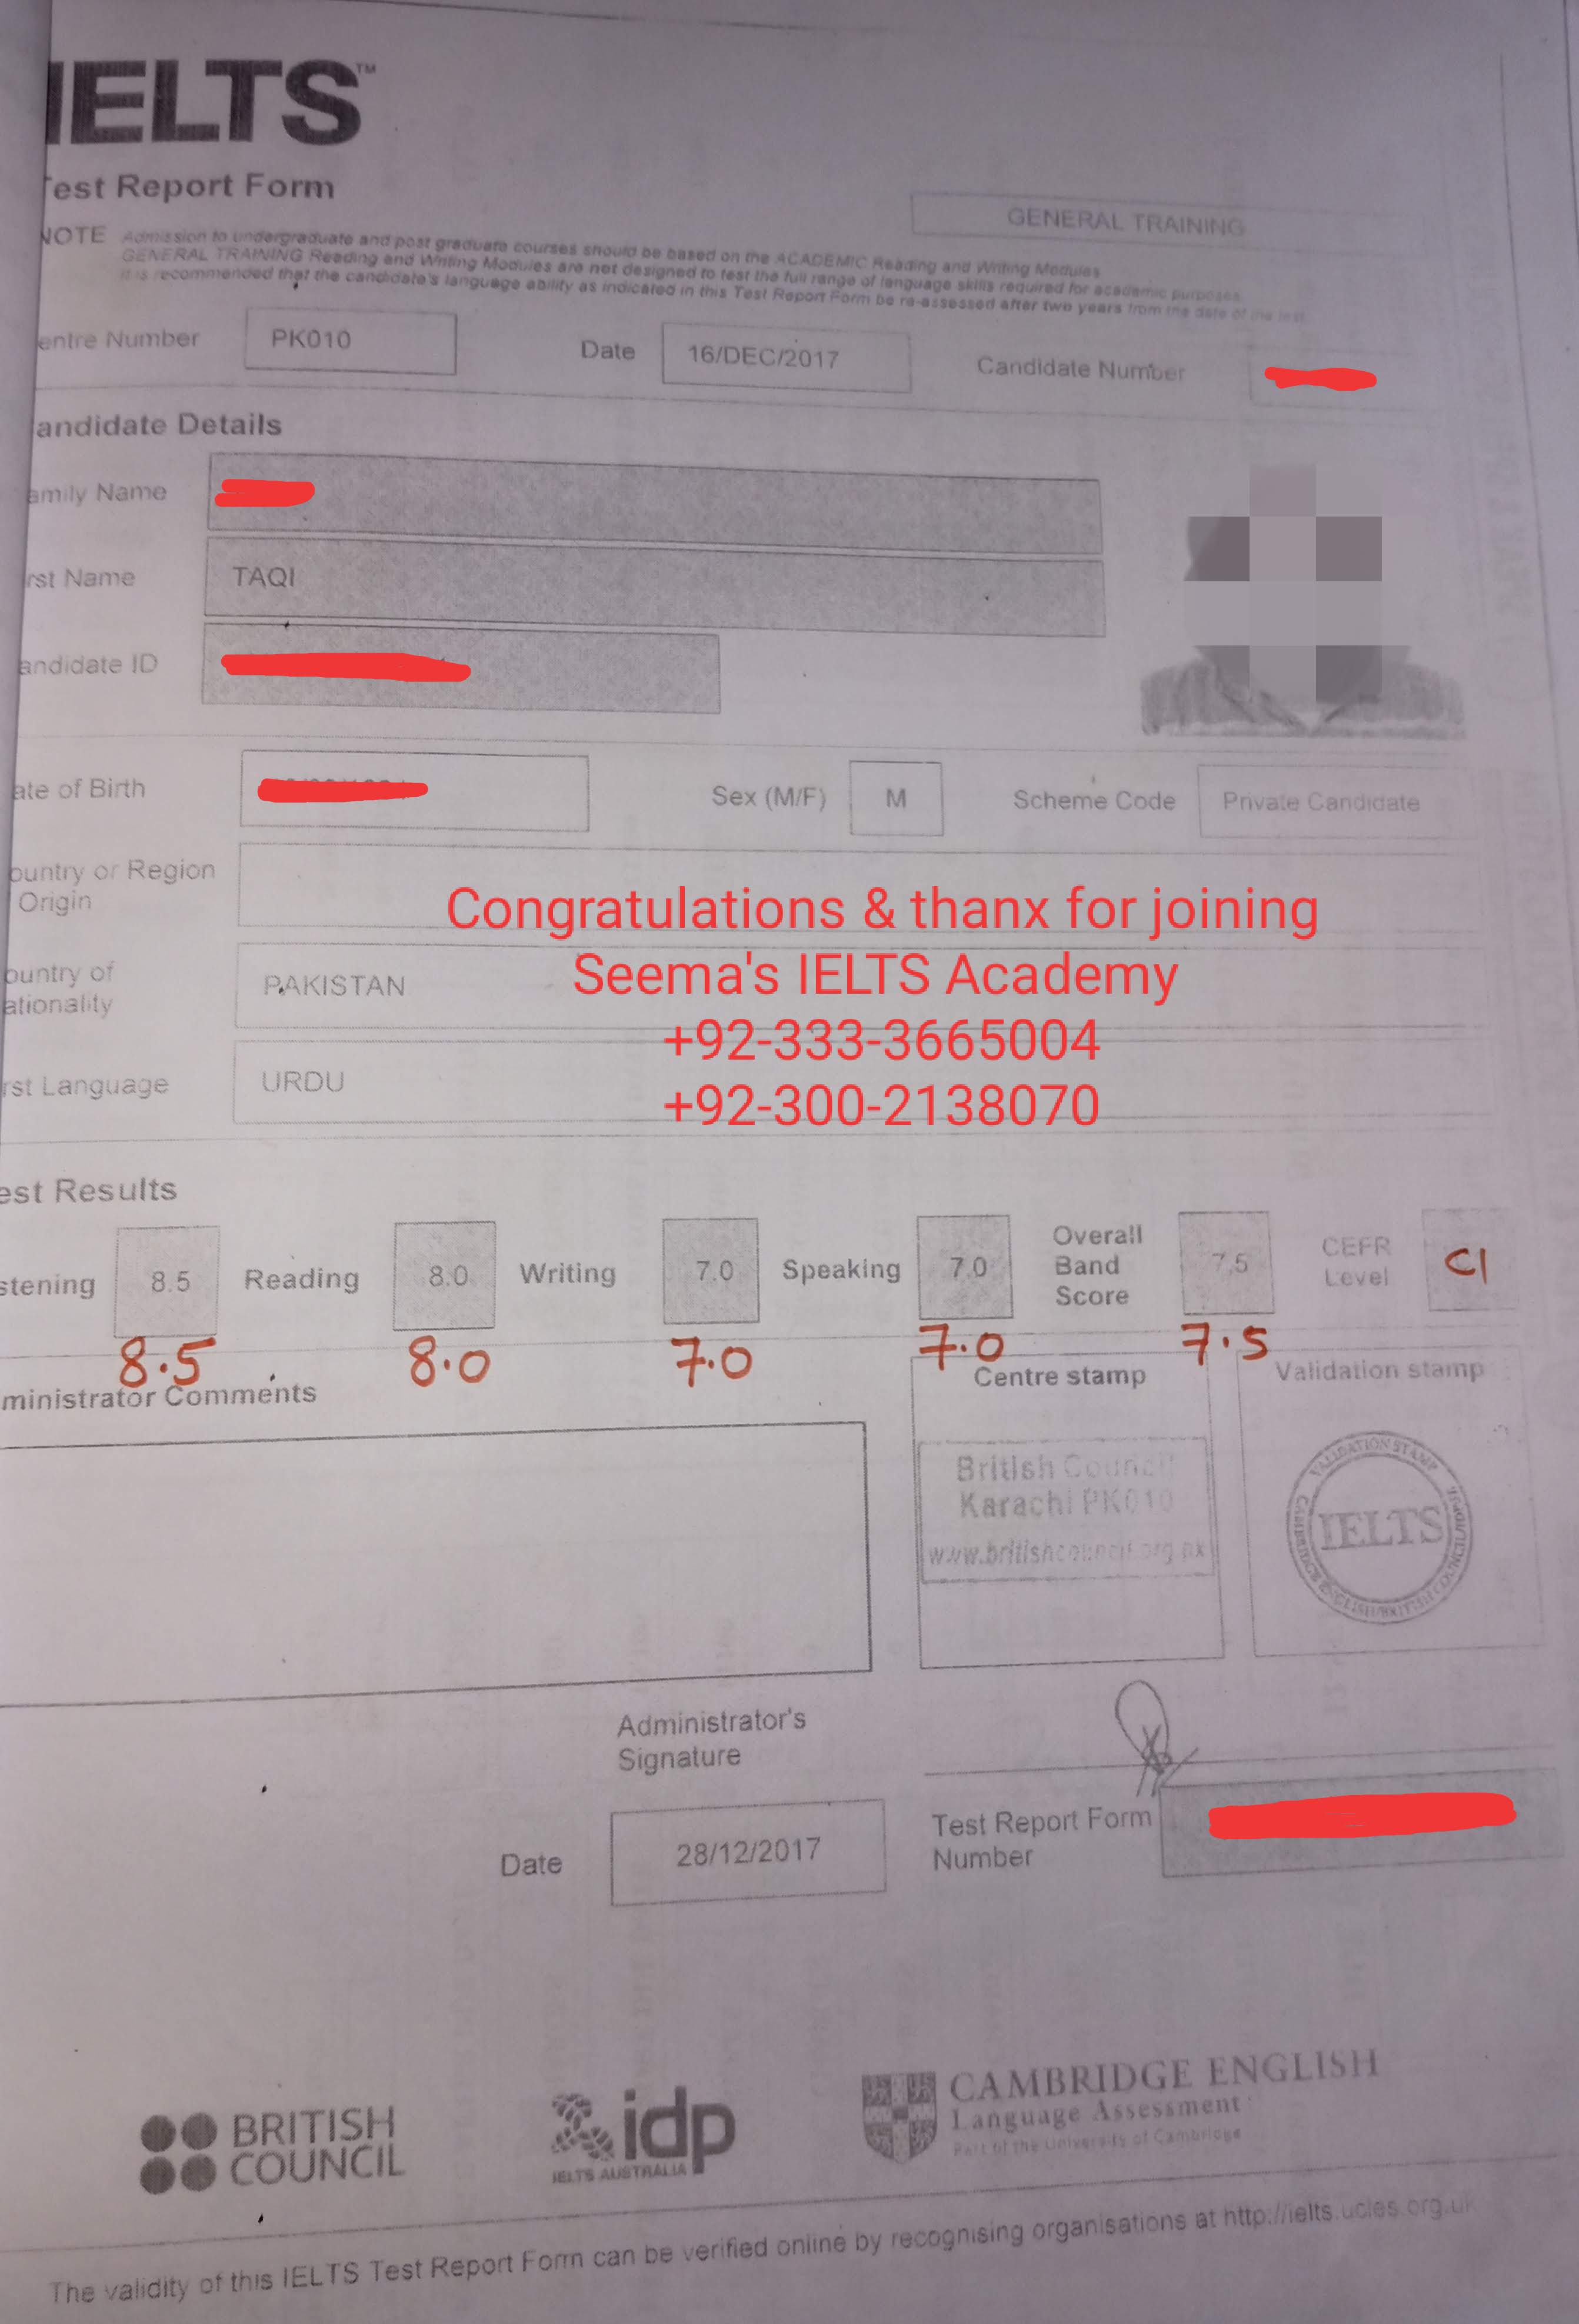 IELTS™
Test Report Form
GENERAL TRAINING
NOTE Admission to undergraduate and post graduate courses should be based on the ACADEMIC Reading and Writing Modules
GENERAL TRAINING Reading and Writing Modules are not designed to test the full range of language skills required for academic purposes
It is recommended that the candidate's language ability as indicated in this Test Report Form be re-assessed after two years from the date of the test
entre Number PK010 Date 16/DEC/2017 Candidate Number
andidate Details
amily Name
rst Name TAQI
andidate ID
ate of Birth Sex (M/F) M Scheme Code Private Candidate
ountry or Region
Origin
Congratulations & thanx for joining
Seema's IELTS Academy
+92-333-3665004
+92-300-2138070
ountry of
ationality PAKISTAN
rst Language URDU
est Results
stening 8.5 Reading 8.0 Writing 7.0 Speaking 7.0 Overall Band Score 7.5 CEFR Level C1
8.5 8.0 7.0 7.0 7.5
ministrator Comments
Centre stamp
British Council
Karachi PK010
www.britishcouncil.org.pk
Validation stamp
VALIDATION STAMP
IELTS
Administrator's
Signature
Date 28/12/2017
Test Report Form
Number
BRITISH
COUNCIL
idp
IELTS AUSTRALIA
CAMBRIDGE ENGLISH
Language Assessment
Part of the University of Cambridge
The validity of this IELTS Test Report Form can be verified online by recognising organisations at http://ielts.ucles.org.uk